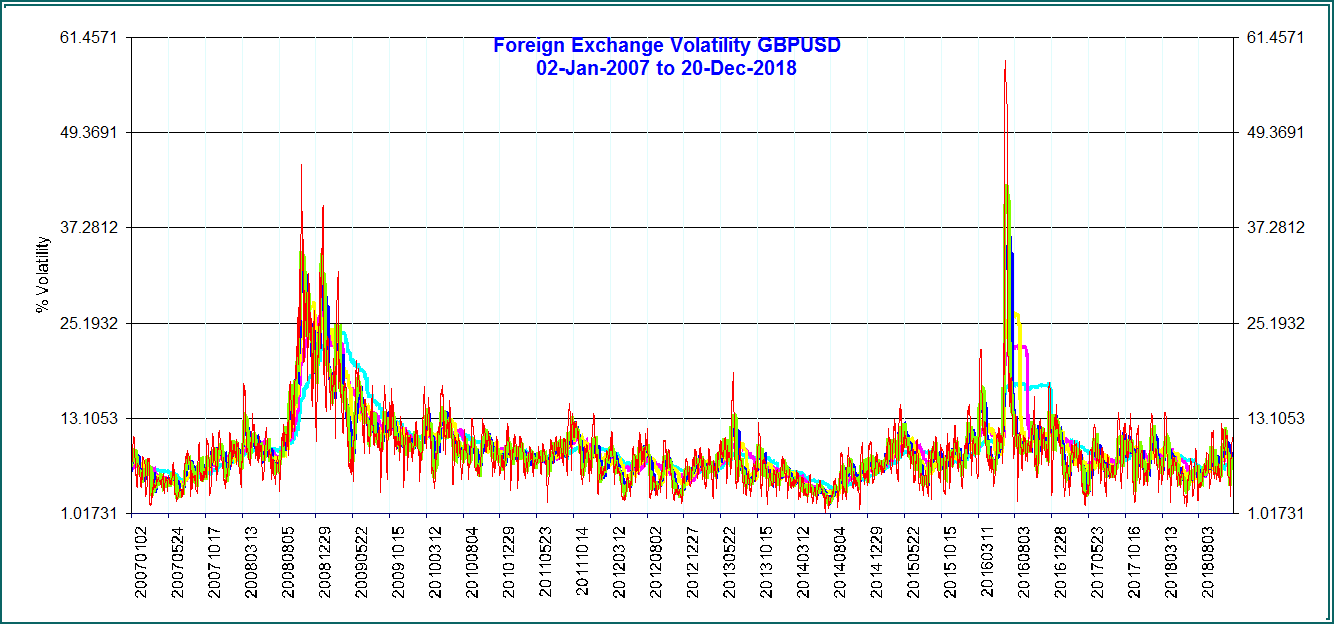 Foreign Exchange Volatility GBPUSD
02-Jan-2007 to 20-Dec-2018
% Volatility
61.4571 61.4571
49.3691 49.3691
37.2812 37.2812
25.1932 25.1932
13.1053 13.1053
1.01731 1.01731
20070102 20070524 20071017 20080313 20080805 20081229 20090522 20091015 20100312 20100804 20101229 20110523 20111014 20120312 20120802 20121227 20130522 20131015 20140312 20140804 20141229 20150522 20151015 20160311 20160803 20161228 20170523 20171016 20180313 20180803